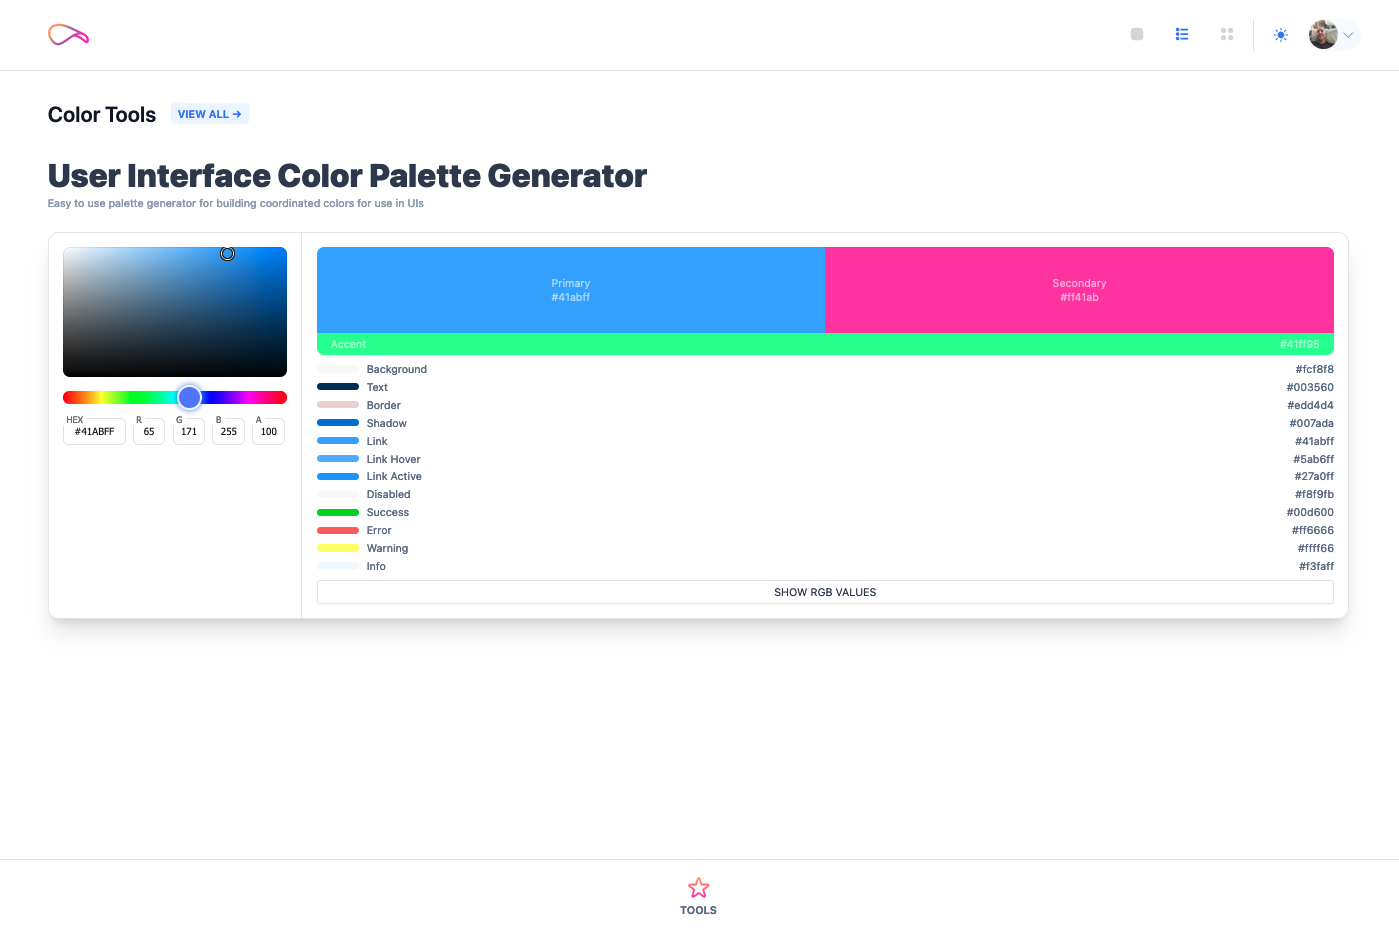 Color Tools
VIEW ALL →
User Interface Color Palette Generator
Easy to use palette generator for building coordinated colors for use in UIs
HEX R G B A
#41ABFF 65 171 255 100
Primary
#41abff
Secondary
#ff41ab
Accent #41ff95
Background #fcf8f8
Text #003560
Border #edd4d4
Shadow #007ada
Link #41abff
Link Hover #5ab6ff
Link Active #27a0ff
Disabled #f8f9fb
Success #00d600
Error #ff6666
Warning #ffff66
Info #f3faff
SHOW RGB VALUES
TOOLS